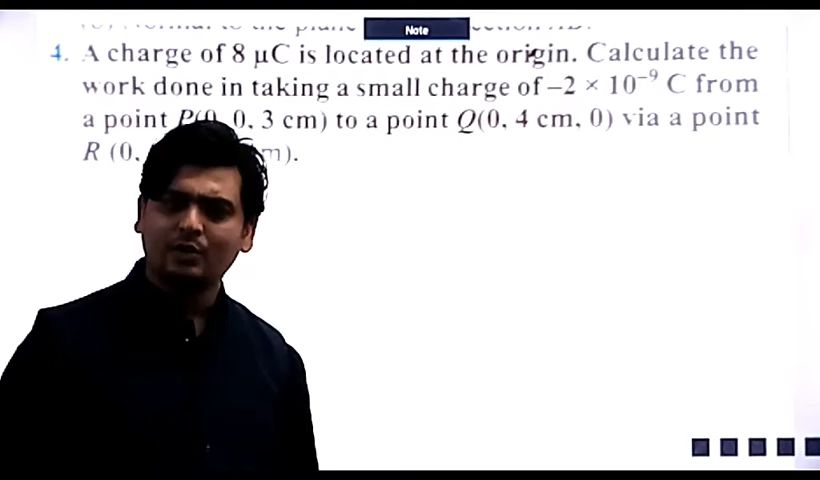 Note
4. A charge of 8 μC is located at the origin. Calculate the
work done in taking a small charge of –2 × 10⁻⁹ C from
a point P(0, 0, 3 cm) to a point Q(0, 4 cm, 0) via a point
R (0, m).